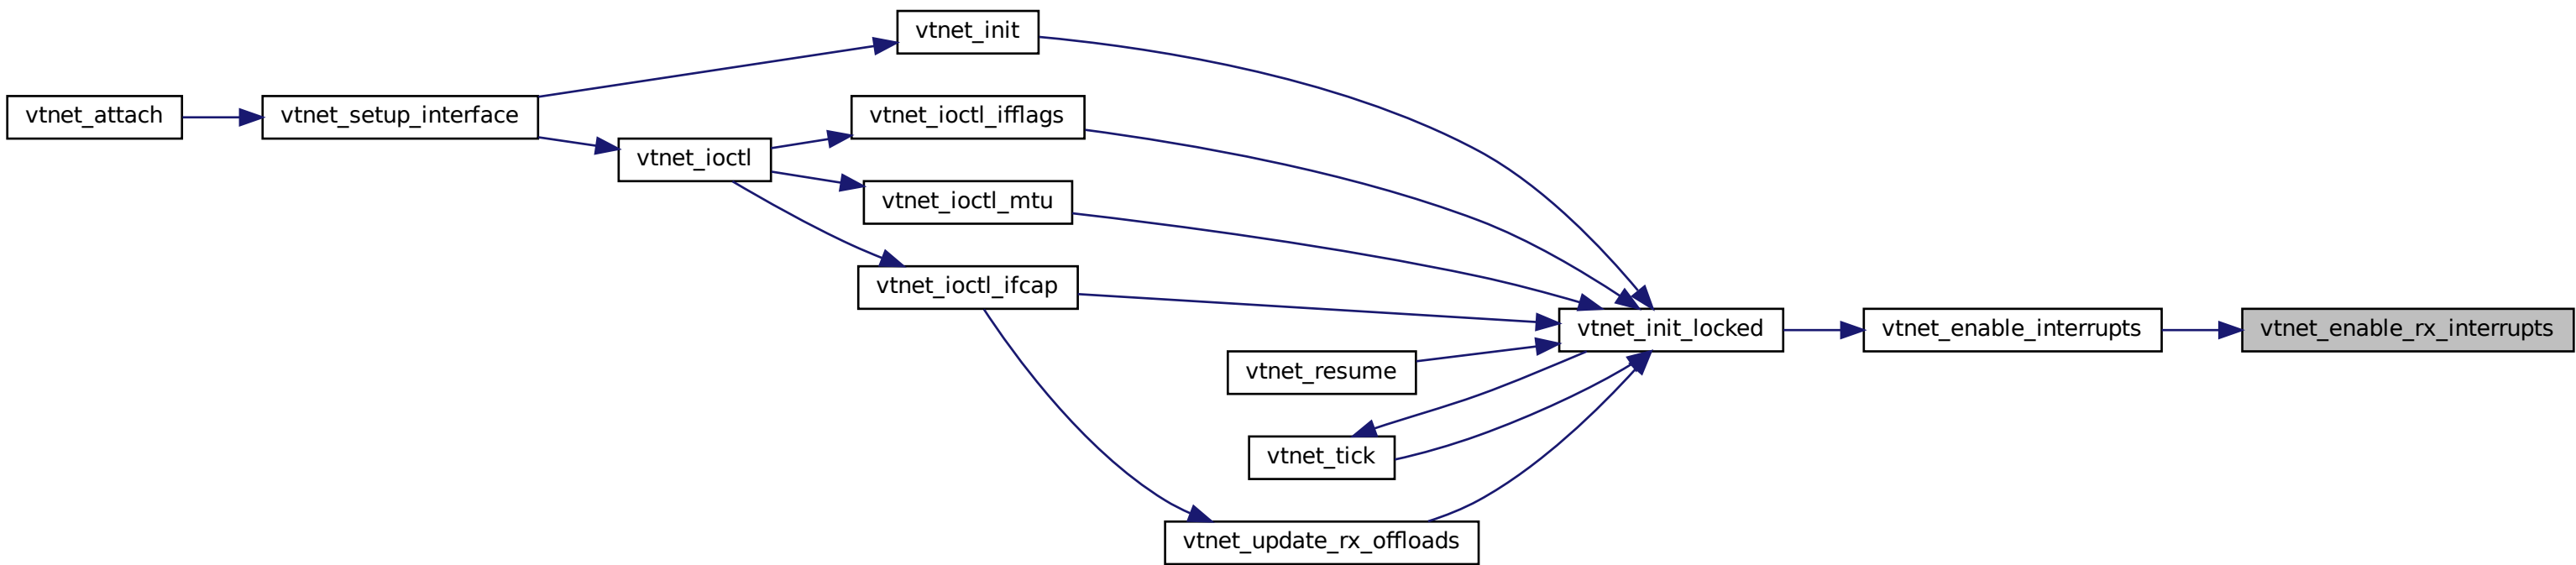 vtnet_init
vtnet_attach
vtnet_setup_interface
vtnet_ioctl_ifflags
vtnet_ioctl
vtnet_ioctl_mtu
vtnet_ioctl_ifcap
vtnet_init_locked
vtnet_enable_interrupts
vtnet_enable_rx_interrupts
vtnet_resume
vtnet_tick
vtnet_update_rx_offloads